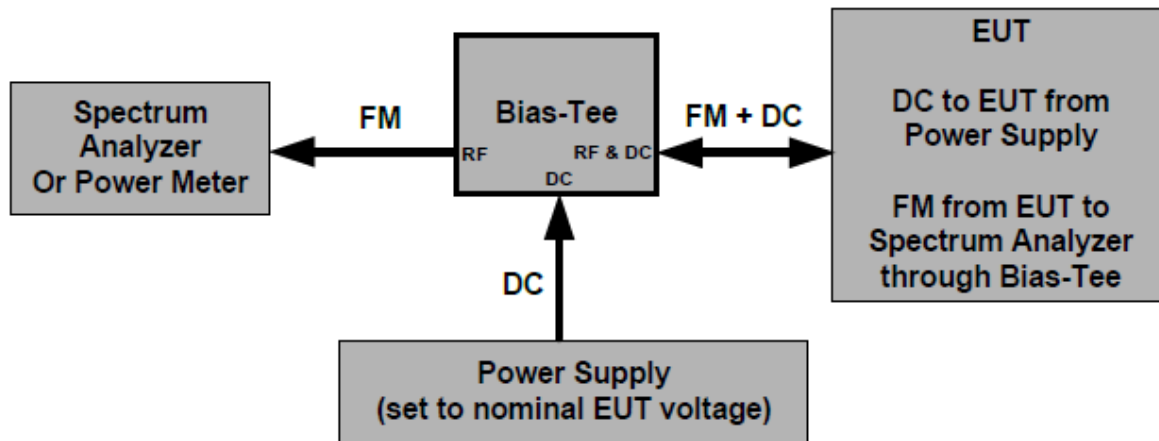 Spectrum
Analyzer
Or Power Meter
FM
Bias-Tee
RF
RF & DC
DC
FM + DC
EUT
DC to EUT from
Power Supply
FM from EUT to
Spectrum Analyzer
through Bias-Tee
DC
Power Supply
(set to nominal EUT voltage)